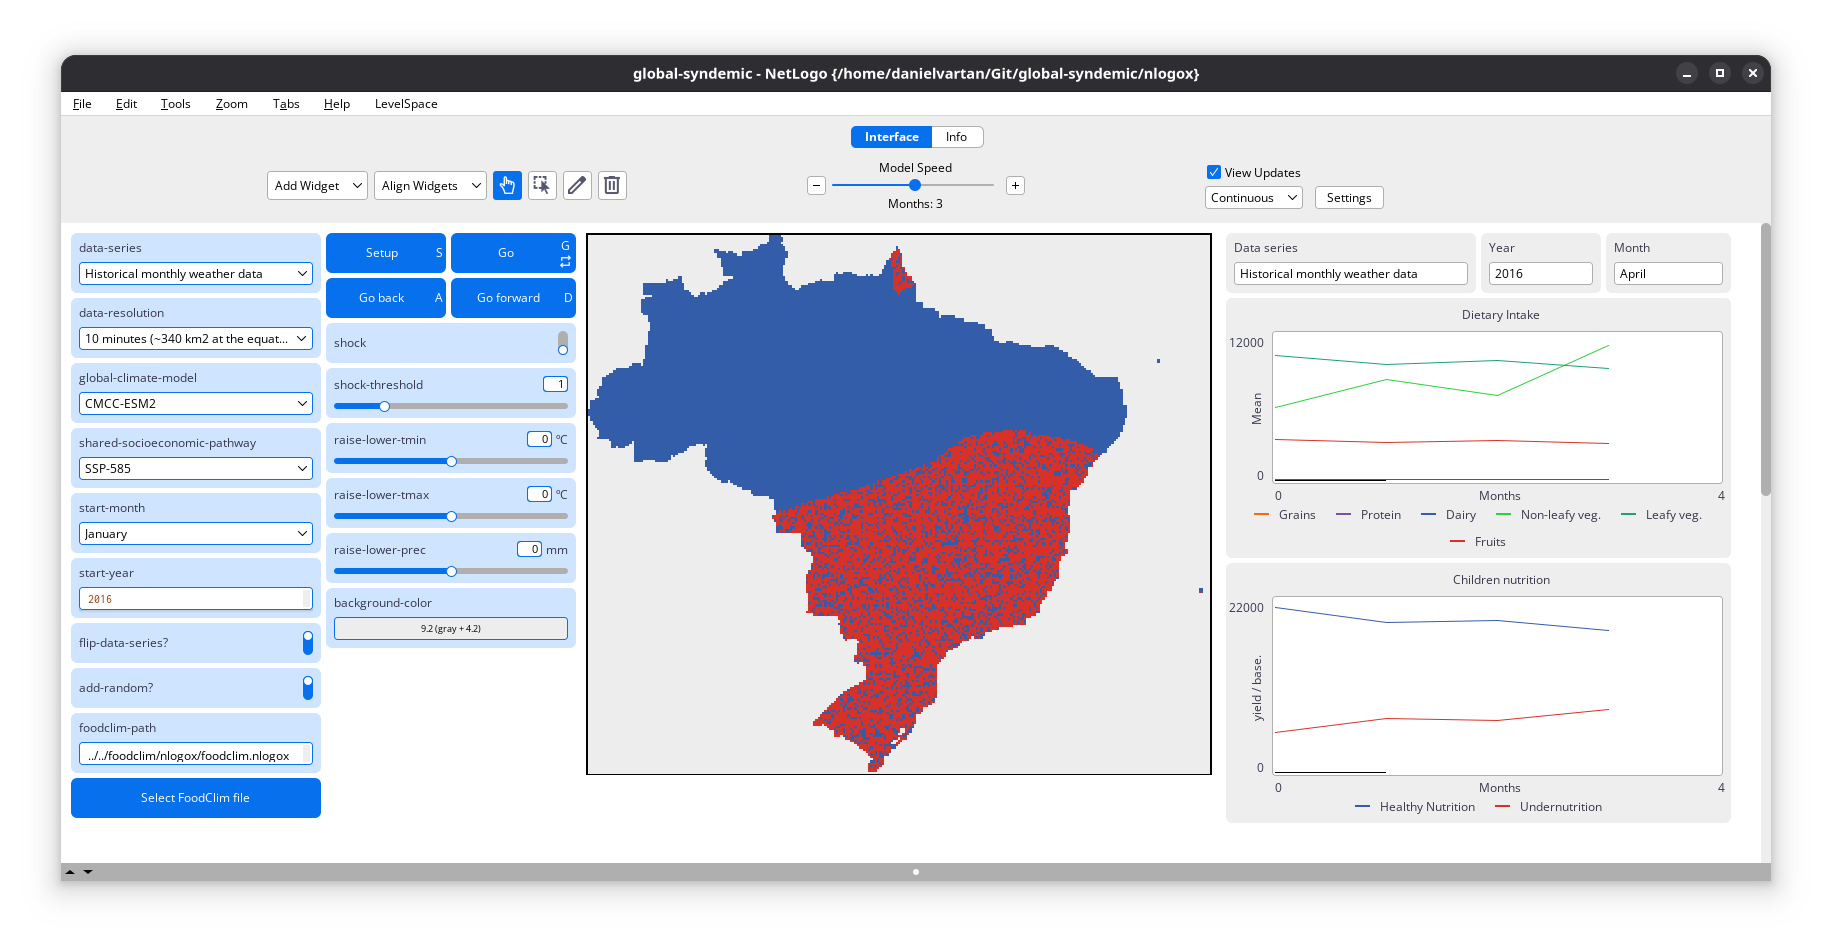 global-syndemic - NetLogo {/home/danielvartan/Git/global-syndemic/nlogox}
File Edit Tools Zoom Tabs Help LevelSpace
Interface Info
Add Widget Align Widgets
Model Speed
Months: 3
View Updates
Continuous Settings
data-series
Historical monthly weather data
data-resolution
10 minutes (~340 km2 at the equat...
global-climate-model
CMCC-ESM2
shared-socioeconomic-pathway
SSP-585
start-month
January
start-year
2016
flip-data-series?
add-random?
foodclim-path
../../foodclim/nlogox/foodclim.nlogox
Select FoodClim file
Setup S
Go G
Go back A
Go forward D
shock
shock-threshold 1
raise-lower-tmin 0 °C
raise-lower-tmax 0 °C
raise-lower-prec 0 mm
background-color
9.2 (gray + 4.2)
Data series
Historical monthly weather data
Year
2016
Month
April
Dietary Intake
12000
Mean
0
0 Months 4
Grains Protein Dairy Non-leafy veg. Leafy veg.
Fruits
Children nutrition
22000
yield / base.
0
0 Months 4
Healthy Nutrition Undernutrition